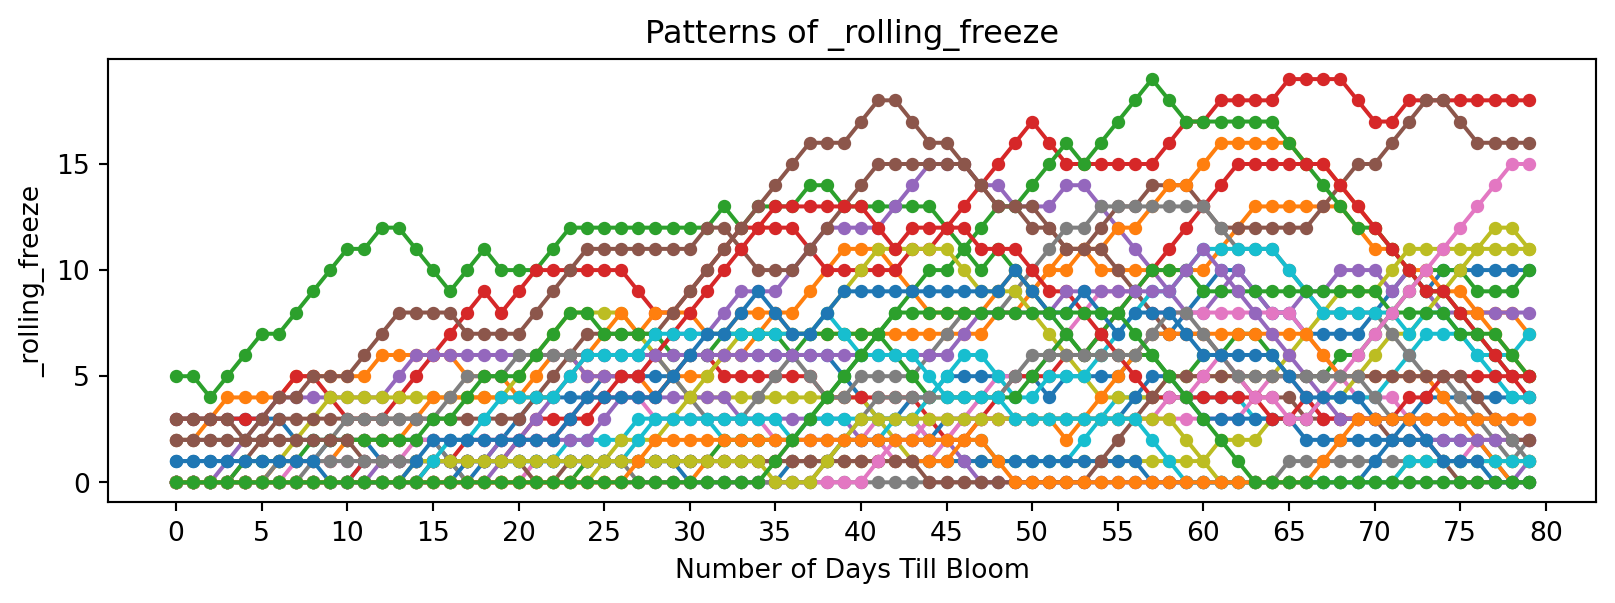 Patterns of _rolling_freeze
_rolling_freeze
15
10
5
0
0 5 10 15 20 25 30 35 40 45 50 55 60 65 70 75 80
Number of Days Till Bloom